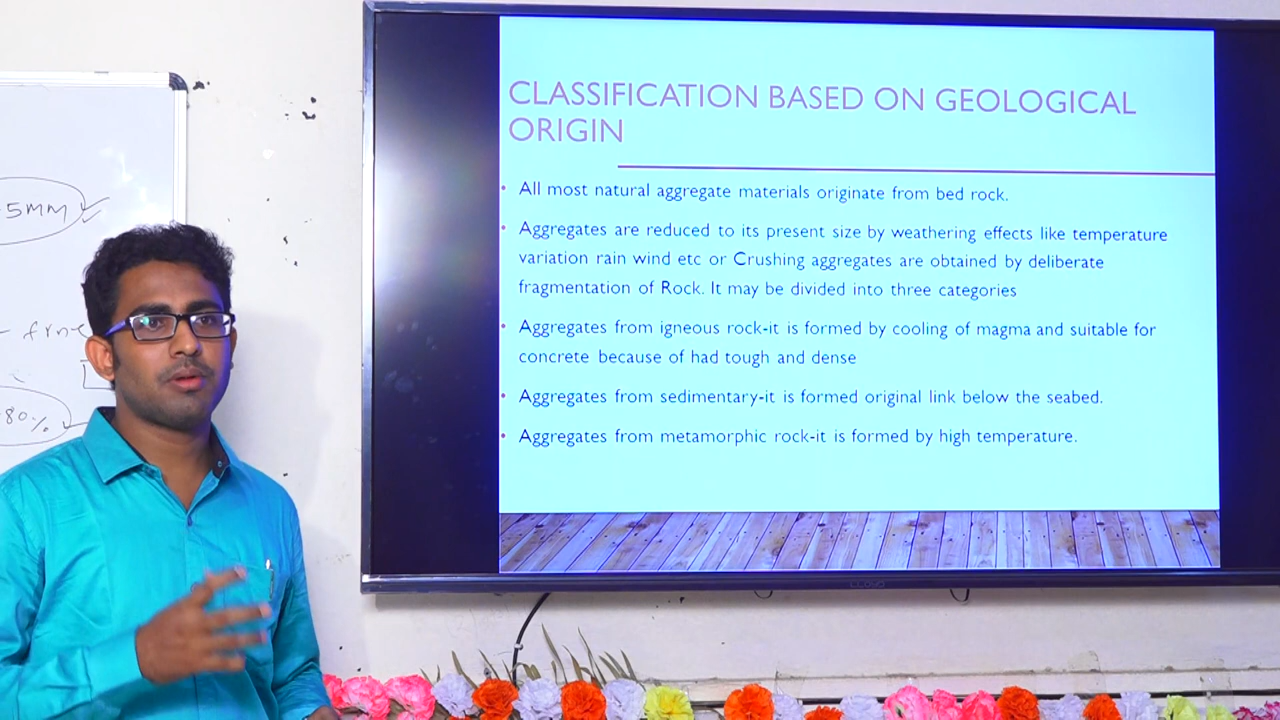 CLASSIFICATION BASED ON GEOLOGICAL
ORIGIN
• All most natural aggregate materials originate from bed rock.
• Aggregates are reduced to its present size by weathering effects like temperature
variation rain wind etc or Crushing aggregates are obtained by deliberate
fragmentation of Rock. It may be divided into three categories
• Aggregates from igneous rock-it is formed by cooling of magma and suitable for
concrete because of had tough and dense
• Aggregates from sedimentary-it is formed original link below the seabed.
• Aggregates from metamorphic rock-it is formed by high temperature.
5MM
80%